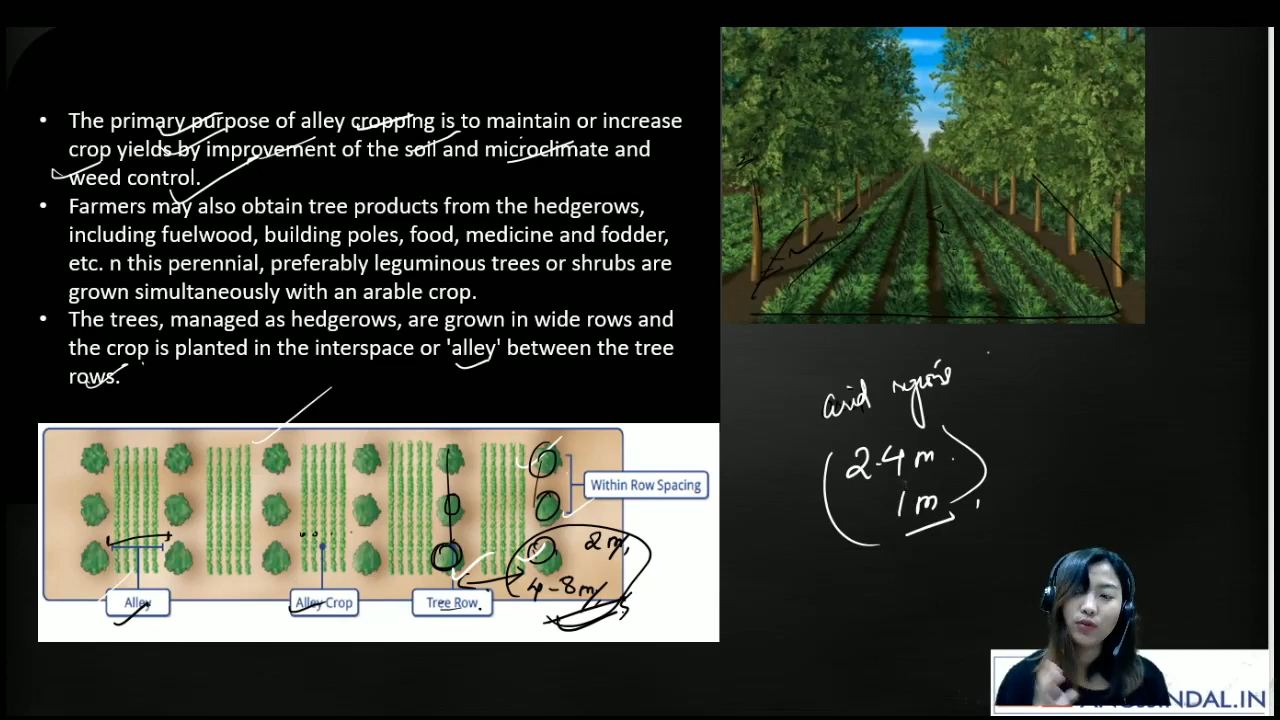 • The primary purpose of alley cropping is to maintain or increase
crop yields by improvement of the soil and microclimate and
weed control.
• Farmers may also obtain tree products from the hedgerows,
including fuelwood, building poles, food, medicine and fodder,
etc. n this perennial, preferably leguminous trees or shrubs are
grown simultaneously with an arable crop.
• The trees, managed as hedgerows, are grown in wide rows and
the crop is planted in the interspace or 'alley' between the tree
rows.
Within Row Spacing
2m
4-8m
Alley
Alley Crop
Tree Row
arid regions
2-4 m
1 m